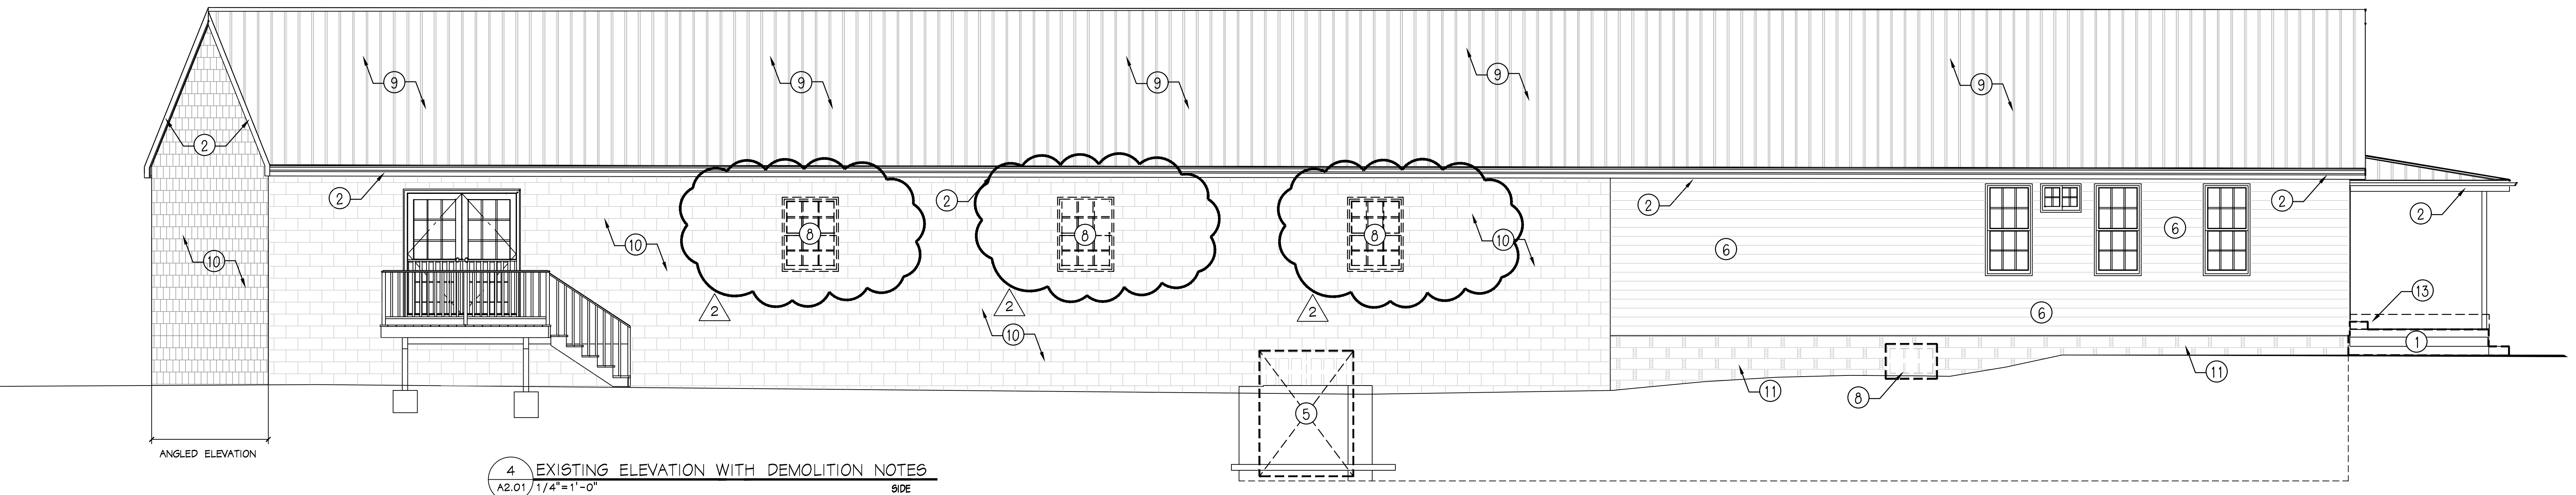 9 9 9 9 9
2
2 2 2 2 2
8 8 8
6 6
10 10 10
6
13
2 2 2
10
1
11 11
8
5
ANGLED ELEVATION
4 EXISTING ELEVATION WITH DEMOLITION NOTES
A2.01 1/4"=1'-0" SIDE